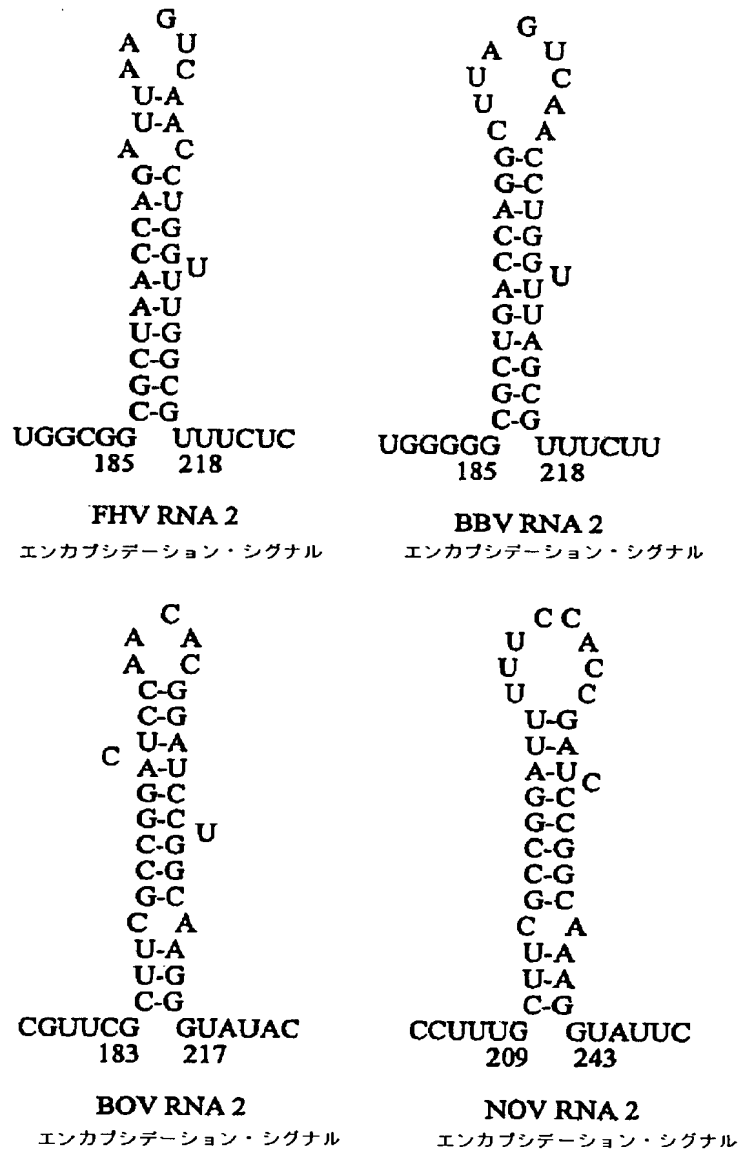 G
A U
A C
U-A
U-A
A C
G-C
A-U
C-G
C-G
U
A-U
A-U
U-G
C-G
G-C
C-G
UGGCGG UUUCUC
185 218
FHV RNA 2
エンカプシデーション・シグナル
G
A U
U C
U A
C A
G-C
G-C
A-U
C-G
C-G
U
A-U
G-U
U-A
C-G
G-C
C-G
UGGGGG UUUCUU
185 218
BBV RNA 2
エンカプシデーション・シグナル
C
A A
A C
C-G
C-G
U-A
C
A-U
G-C
G-C
U
C-G
C-G
G-C
C A
U-A
U-G
C-G
CGUUCG GUAUAC
183 217
BOV RNA 2
エンカプシデーション・シグナル
C C
U A
U C
U C
U-G
U-A
A-U
C
G-C
G-C
C-G
C-G
G-C
C A
U-A
U-A
C-G
CCUUUG GUAUUC
209 243
NOV RNA 2
エンカプシデーション・シグナル